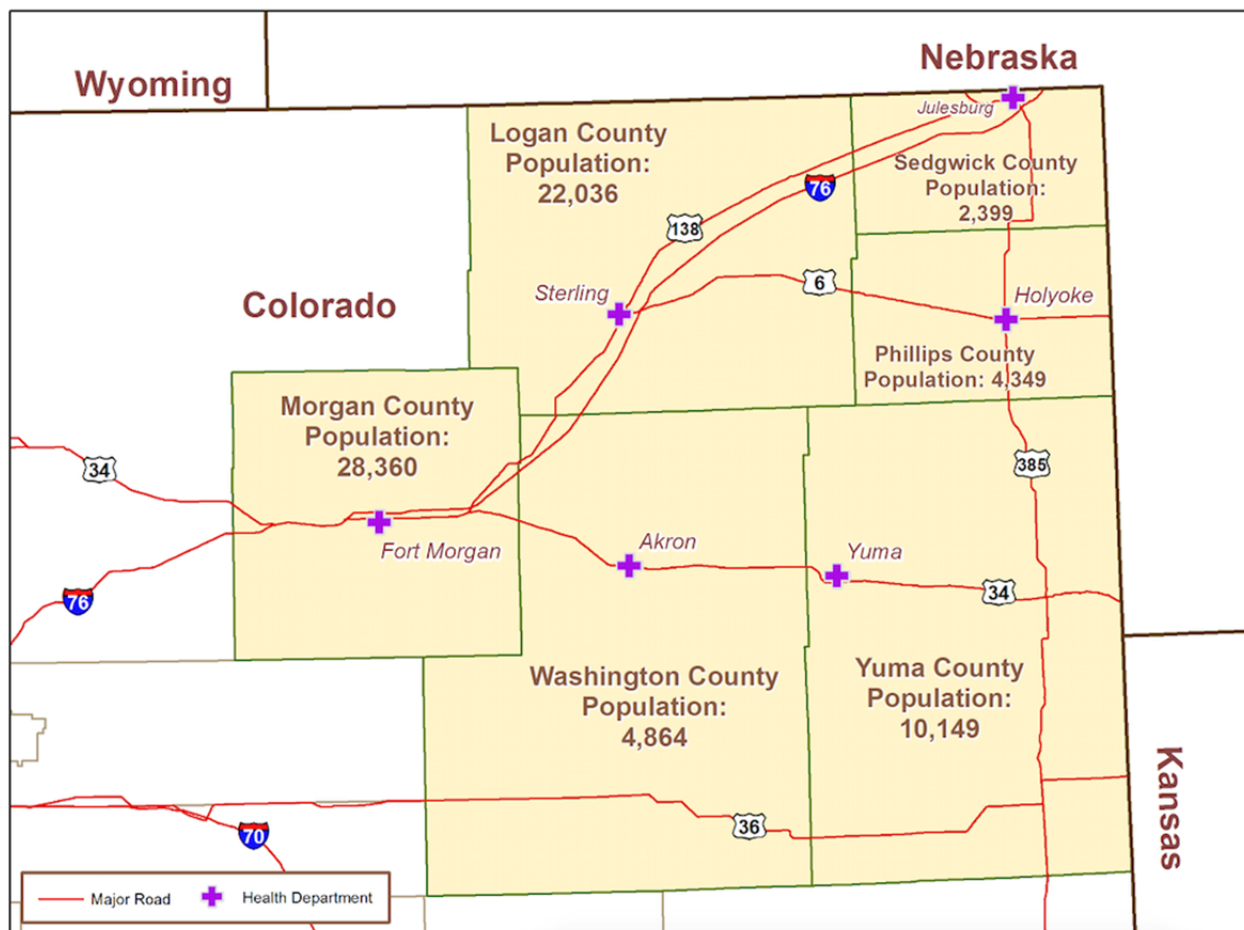 Nebraska
Wyoming
Julesburg
Logan County
Population:
22,036
Sedgwick County
Population:
2,399
76
138
Sterling
6
Holyoke
Colorado
Phillips County
Population: 4,349
Morgan County
Population:
28,360
34
385
Fort Morgan
Akron
Yuma
76
34
Washington County
Population:
4,864
Yuma County
Population:
10,149
Kansas
70
36
Major Road
Health Department